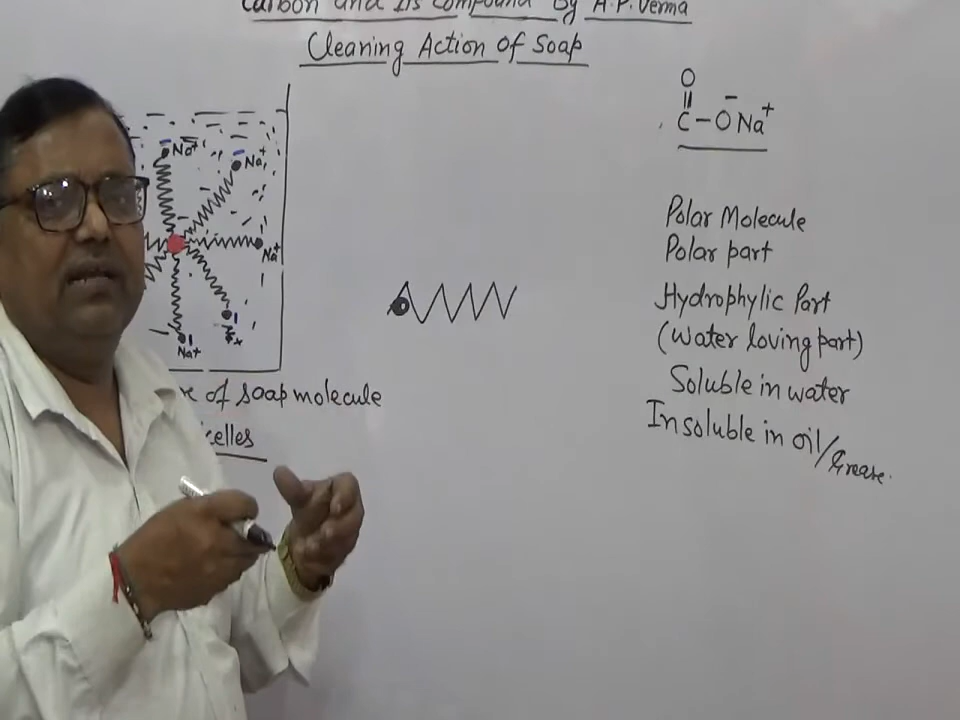 Carbon and Its Compound By A.P. Verma
Cleaning Action Of Soap
O
||
C-O⁻Na⁺
Na⁺
Na⁺
Na⁺
Na⁺
of soap molecule
Polar Molecule
Polar part
Hydrophylic Part
(Water loving part)
Soluble in water
Insoluble in oil/Grease.